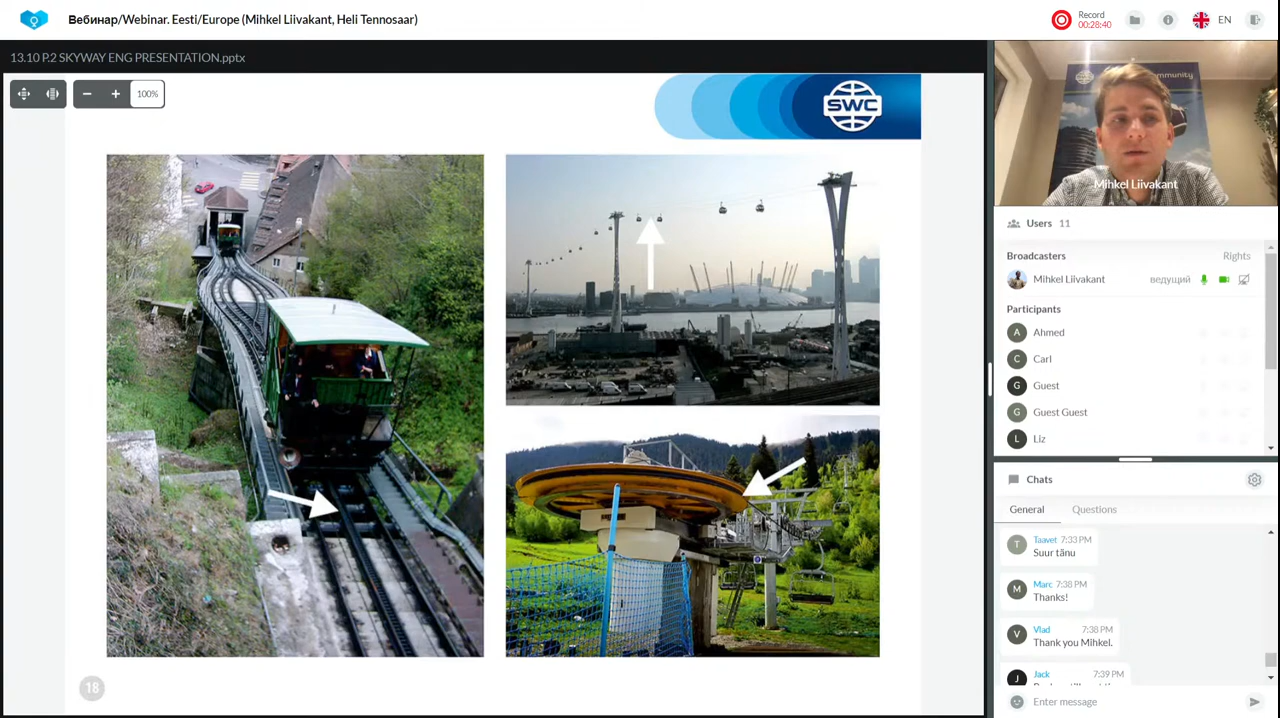 Вебинар/Webinar. Eesti/Europe (Mihkel Liivakant, Heli Tennosaar)
Record
00:28:40
EN
13.10 P.2 SKYWAY ENG PRESENTATION.pptx
100%
SWC
mmunity
Mihkel Liivakant
Users 11
Broadcasters Rights
Mihkel Liivakant ведущий
Participants
A Ahmed
C Carl
G Guest
G Guest Guest
L Liz
Chats
General Questions
T Taavet 7:33 PM
Suur tänu
M Marc 7:38 PM
Thanks!
V Vlad 7:38 PM
Thank you Mihkel.
J Jack 7:39 PM
Enter message
18